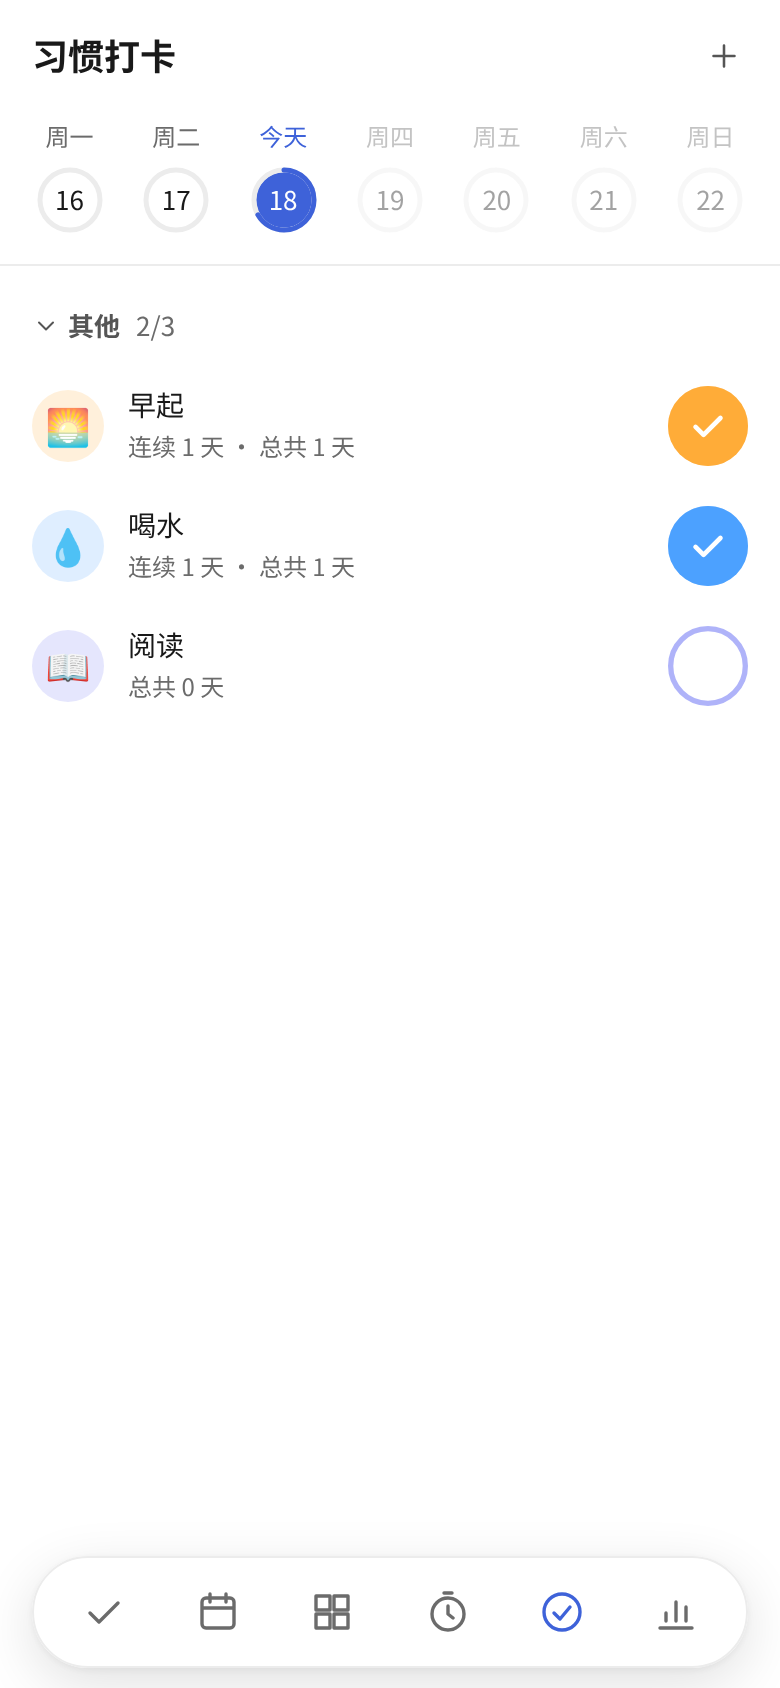 习惯打卡
周一 周二 今天 周四 周五 周六 周日
16 17 18 19 20 21 22
其他 2/3
早起
连续 1 天 • 总共 1 天
喝水
连续 1 天 • 总共 1 天
阅读
总共 0 天